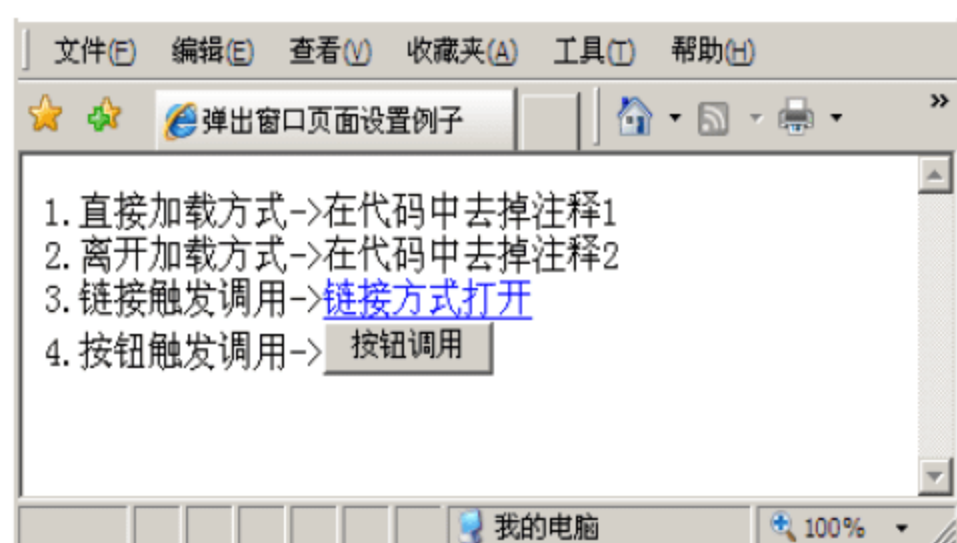 文件(F) 编辑(E) 查看(V) 收藏夹(A) 工具(T) 帮助(H)
弹出窗口页面设置例子
1.直接加载方式->在代码中去掉注释1
2.离开加载方式->在代码中去掉注释2
3.链接触发调用->链接方式打开
4.按钮触发调用-> 按钮调用
我的电脑 100%